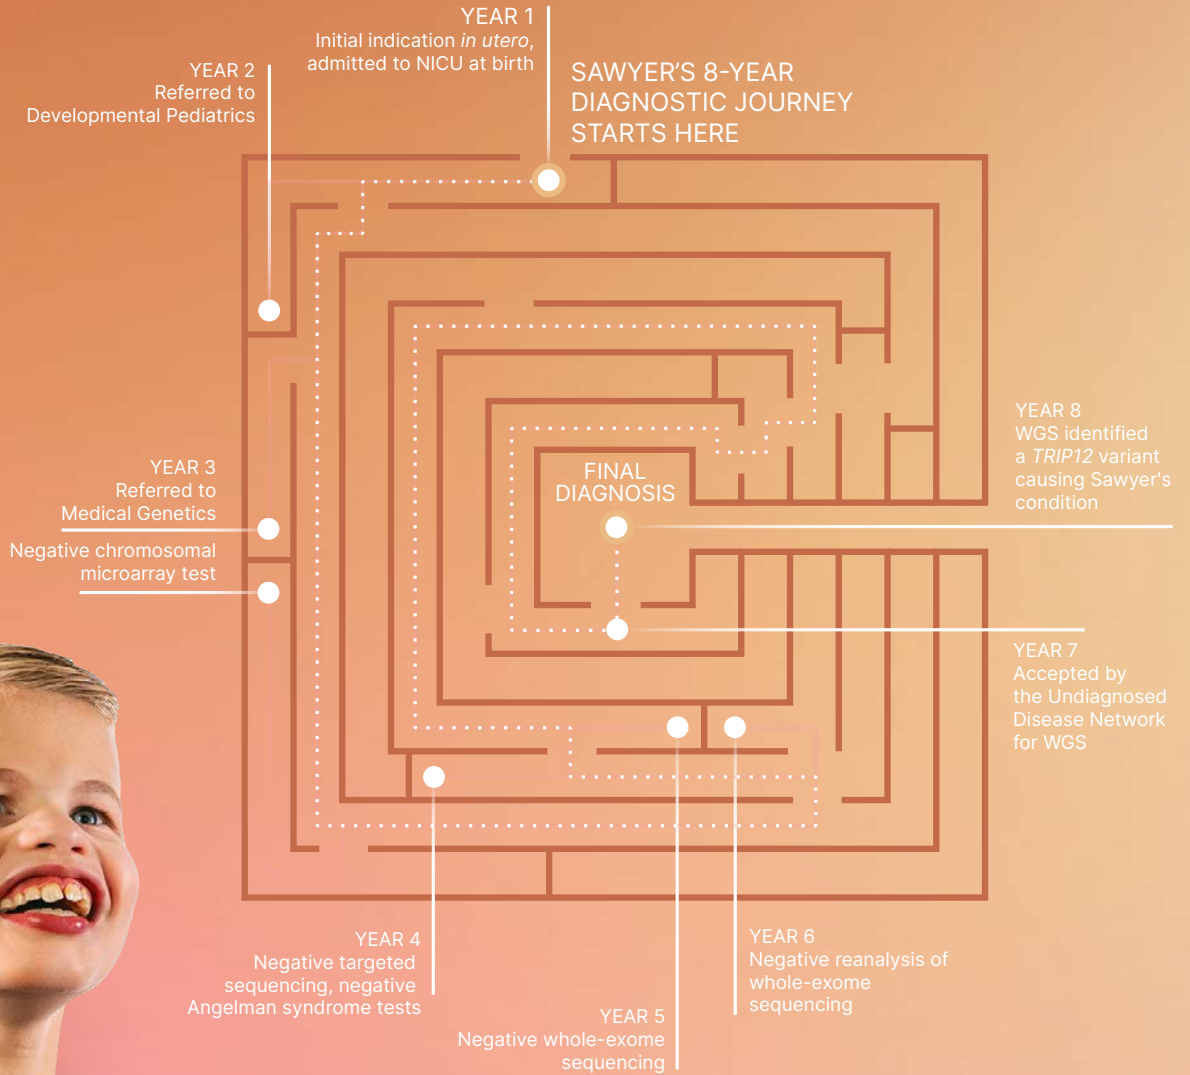 YEAR 1
Initial indication in utero,
admitted to NICU at birth
SAWYER'S 8-YEAR
DIAGNOSTIC JOURNEY
STARTS HERE
YEAR 2
Referred to
Developmental Pediatrics
YEAR 3
Referred to
Medical Genetics
Negative chromosomal
microarray test
FINAL
DIAGNOSIS
YEAR 8
WGS identified
a TRIP12 variant
causing Sawyer's
condition
YEAR 7
Accepted by
the Undiagnosed
Disease Network
for WGS
YEAR 4
Negative targeted
sequencing, negative
Angelman syndrome tests
YEAR 5
Negative whole-exome
sequencing
YEAR 6
Negative reanalysis of
whole-exome
sequencing